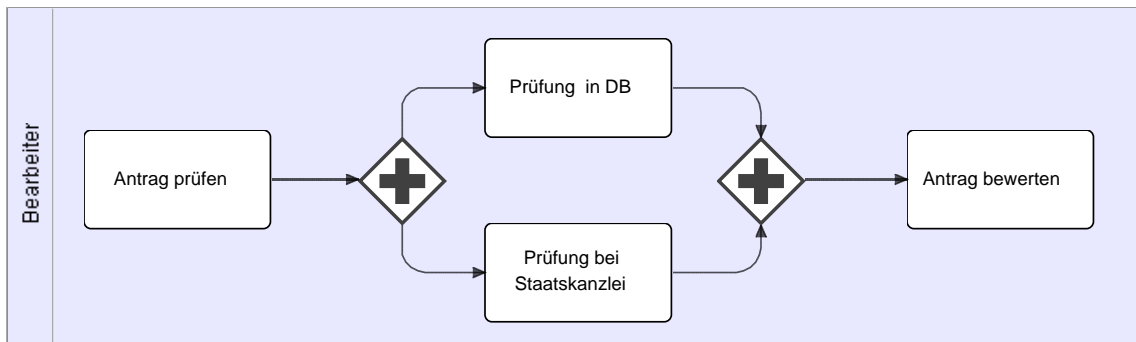 Bearbeiter
Antrag prüfen
Prüfung in DB
Prüfung bei
Staatskanzlei
Antrag bewerten